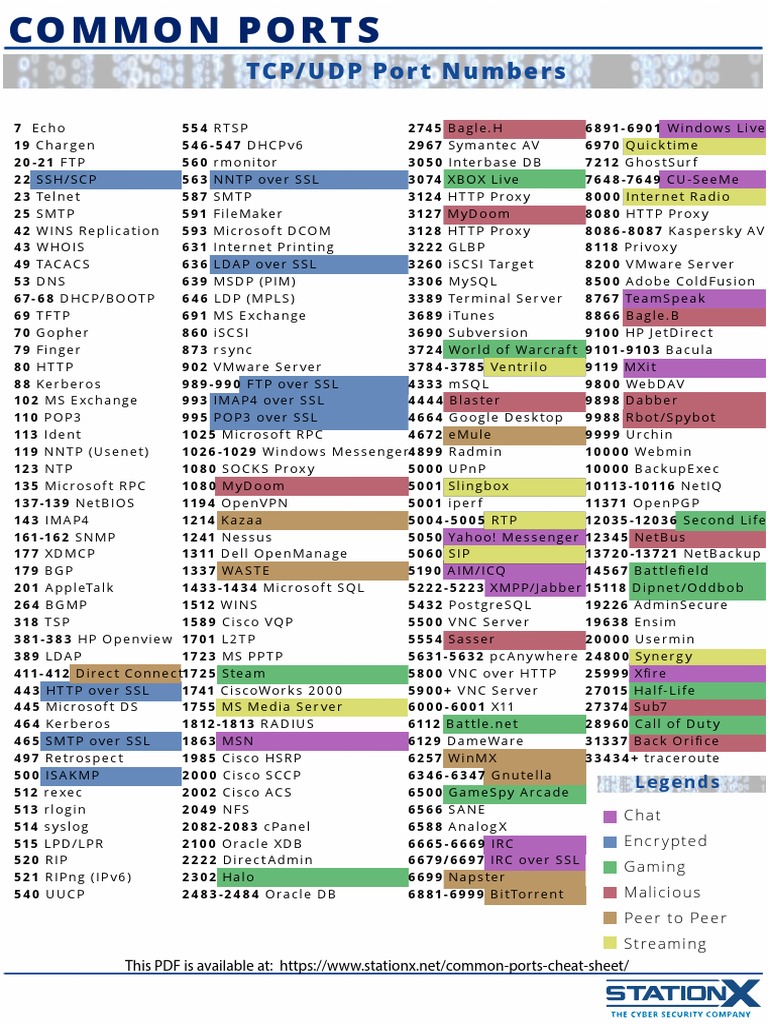 COMMON PORTS
TCP/UDP Port Numbers
7 Echo
19 Chargen
20-21 FTP
22 SSH/SCP
23 Telnet
25 SMTP
42 WINS Replication
43 WHOIS
49 TACACS
53 DNS
67-68 DHCP/BOOTP
69 TFTP
70 Gopher
79 Finger
80 HTTP
88 Kerberos
102 MS Exchange
110 POP3
113 Ident
119 NNTP (Usenet)
123 NTP
135 Microsoft RPC
137-139 NetBIOS
143 IMAP4
161-162 SNMP
177 XDMCP
179 BGP
201 AppleTalk
264 BGMP
318 TSP
381-383 HP Openview
389 LDAP
411-412 Direct Connect
443 HTTP over SSL
445 Microsoft DS
464 Kerberos
465 SMTP over SSL
497 Retrospect
500 ISAKMP
512 rexec
513 rlogin
514 syslog
515 LPD/LPR
520 RIP
521 RIPng (IPv6)
540 UUCP
554 RTSP
546-547 DHCPv6
560 rmonitor
563 NNTP over SSL
587 SMTP
591 FileMaker
593 Microsoft DCOM
631 Internet Printing
636 LDAP over SSL
639 MSDP (PIM)
646 LDP (MPLS)
691 MS Exchange
860 iSCSI
873 rsync
902 VMware Server
989-990 FTP over SSL
993 IMAP4 over SSL
995 POP3 over SSL
1025 Microsoft RPC
1026-1029 Windows Messenger
1080 SOCKS Proxy
1080 MyDoom
1194 OpenVPN
1214 Kazaa
1241 Nessus
1311 Dell OpenManage
1337 WASTE
1433-1434 Microsoft SQL
1512 WINS
1589 Cisco VQP
1701 L2TP
1723 MS PPTP
1725 Steam
1741 CiscoWorks 2000
1755 MS Media Server
1812-1813 RADIUS
1863 MSN
1985 Cisco HSRP
2000 Cisco SCCP
2002 Cisco ACS
2049 NFS
2082-2083 cPanel
2100 Oracle XDB
2222 DirectAdmin
2302 Halo
2483-2484 Oracle DB
2745 Bagle.H
2967 Symantec AV
3050 Interbase DB
3074 XBOX Live
3124 HTTP Proxy
3127 MyDoom
3128 HTTP Proxy
3222 GLBP
3260 iSCSI Target
3306 MySQL
3389 Terminal Server
3689 iTunes
3690 Subversion
3724 World of Warcraft
3784-3785 Ventrilo
4333 mSQL
4444 Blaster
4664 Google Desktop
4672 eMule
4899 Radmin
5000 UPnP
5001 Slingbox
5001 iperf
5004-5005 RTP
5050 Yahoo! Messenger
5060 SIP
5190 AIM/ICQ
5222-5223 XMPP/Jabber
5432 PostgreSQL
5500 VNC Server
5554 Sasser
5631-5632 pcAnywhere
5800 VNC over HTTP
5900+ VNC Server
6000-6001 X11
6112 Battle.net
6129 DameWare
6257 WinMX
6346-6347 Gnutella
6500 GameSpy Arcade
6566 SANE
6588 AnalogX
6665-6669 IRC
6679/6697 IRC over SSL
6699 Napster
6881-6999 BitTorrent
6891-6901 Windows Live
6970 Quicktime
7212 GhostSurf
7648-7649 CU-SeeMe
8000 Internet Radio
8080 HTTP Proxy
8086-8087 Kaspersky AV
8118 Privoxy
8200 VMware Server
8500 Adobe ColdFusion
8767 TeamSpeak
8866 Bagle.B
9100 HP JetDirect
9101-9103 Bacula
9119 MXit
9800 WebDAV
9898 Dabber
9988 Rbot/Spybot
9999 Urchin
10000 Webmin
10000 BackupExec
10113-10116 NetIQ
11371 OpenPGP
12035-12036 Second Life
12345 NetBus
13720-13721 NetBackup
14567 Battlefield
15118 Dipnet/Oddbob
19226 AdminSecure
19638 Ensim
20000 Usermin
24800 Synergy
25999 Xfire
27015 Half-Life
27374 Sub7
28960 Call of Duty
31337 Back Orifice
33434+ traceroute
Legends
Chat
Encrypted
Gaming
Malicious
Peer to Peer
Streaming
This PDF is available at: https://www.stationx.net/common-ports-cheat-sheet/
STATIONX
THE CYBER SECURITY COMPANY